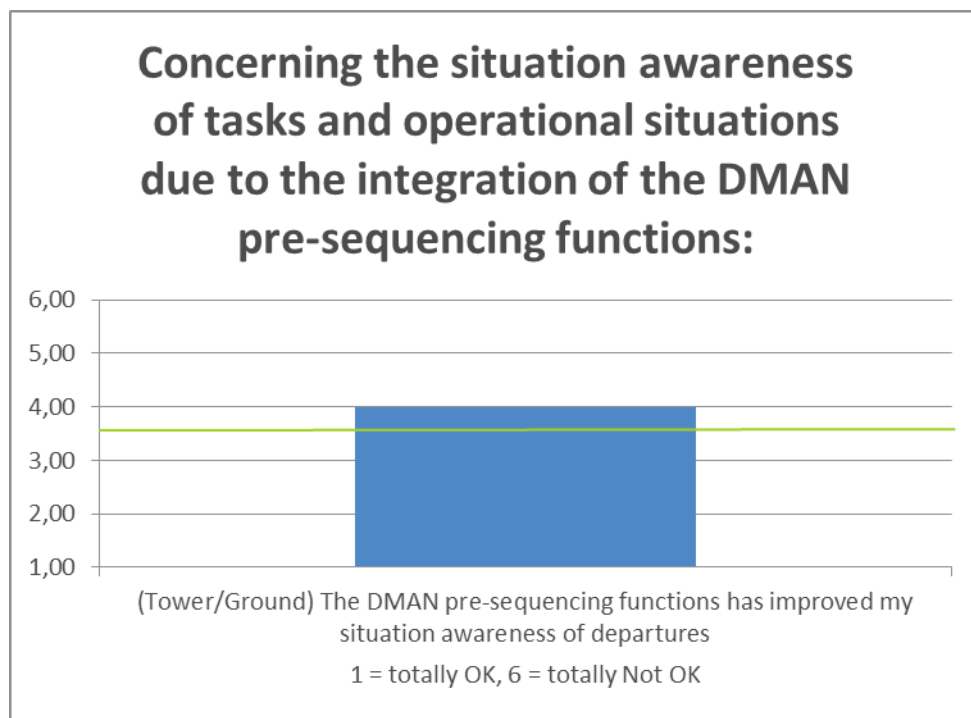 Concerning the situation awareness
of tasks and operational situations
due to the integration of the DMAN
pre-sequencing functions:
6,00
5,00
4,00
3,00
2,00
1,00
(Tower/Ground) The DMAN pre-sequencing functions has improved my
situation awareness of departures
1 = totally OK, 6 = totally Not OK